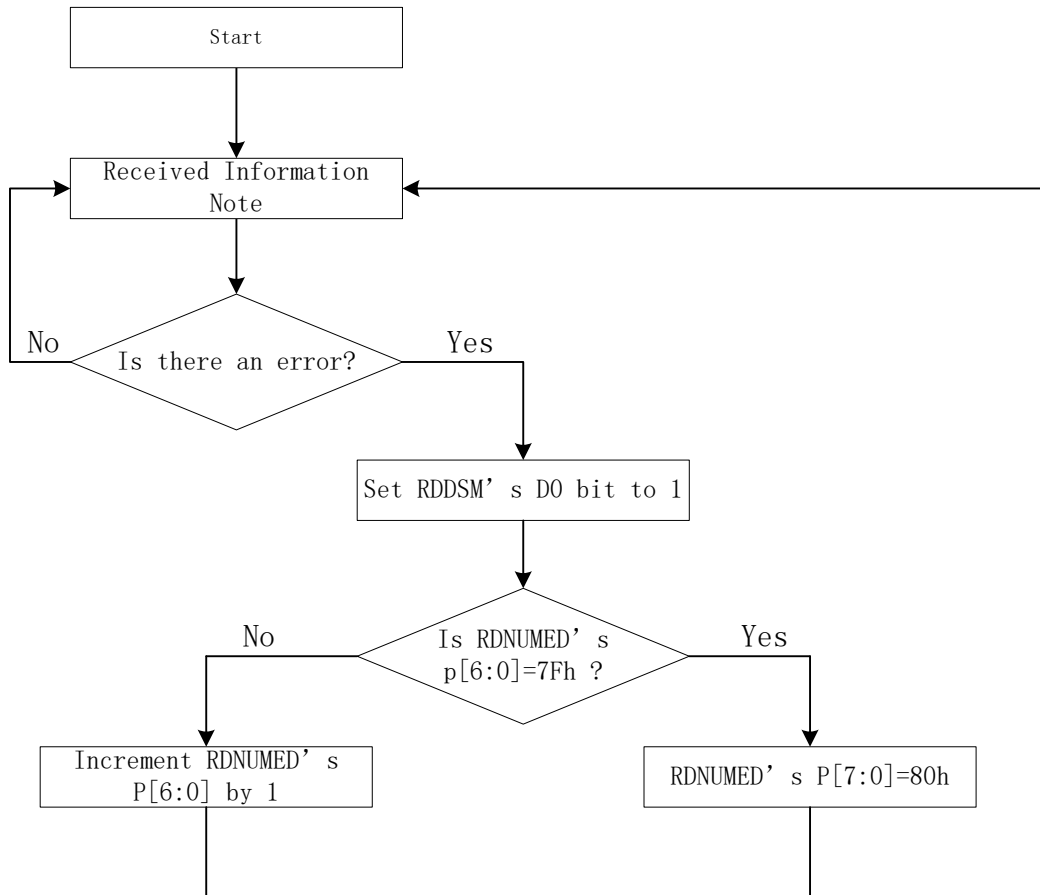 Start
Received Information
Note
Is there an error?
No
Yes
Set RDDSM’s D0 bit to 1
Is RDNUMED’s
p[6:0]=7Fh ?
No
Yes
Increment RDNUMED’s
P[6:0] by 1
RDNUMED’s P[7:0]=80h